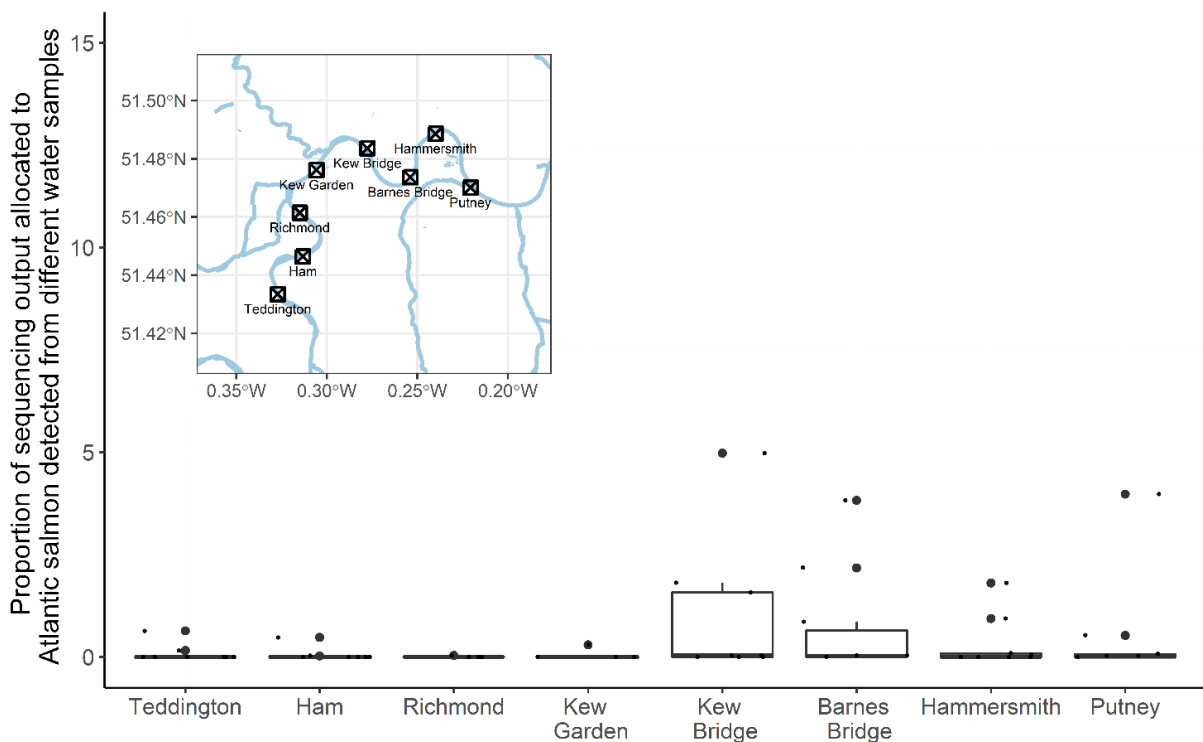 Proportion of sequencing output allocated to
Atlantic salmon detected from different water samples
15
10
5
0
51.50°N
51.48°N
51.46°N
51.44°N
51.42°N
0.35°W
0.30°W
0.25°W
0.20°W
Hammersmith
Kew Bridge
Kew Garden
Barnes Bridge
Putney
Richmond
Ham
Teddington
Teddington
Ham
Richmond
Kew
Garden
Kew
Bridge
Barnes
Bridge
Hammersmith
Putney